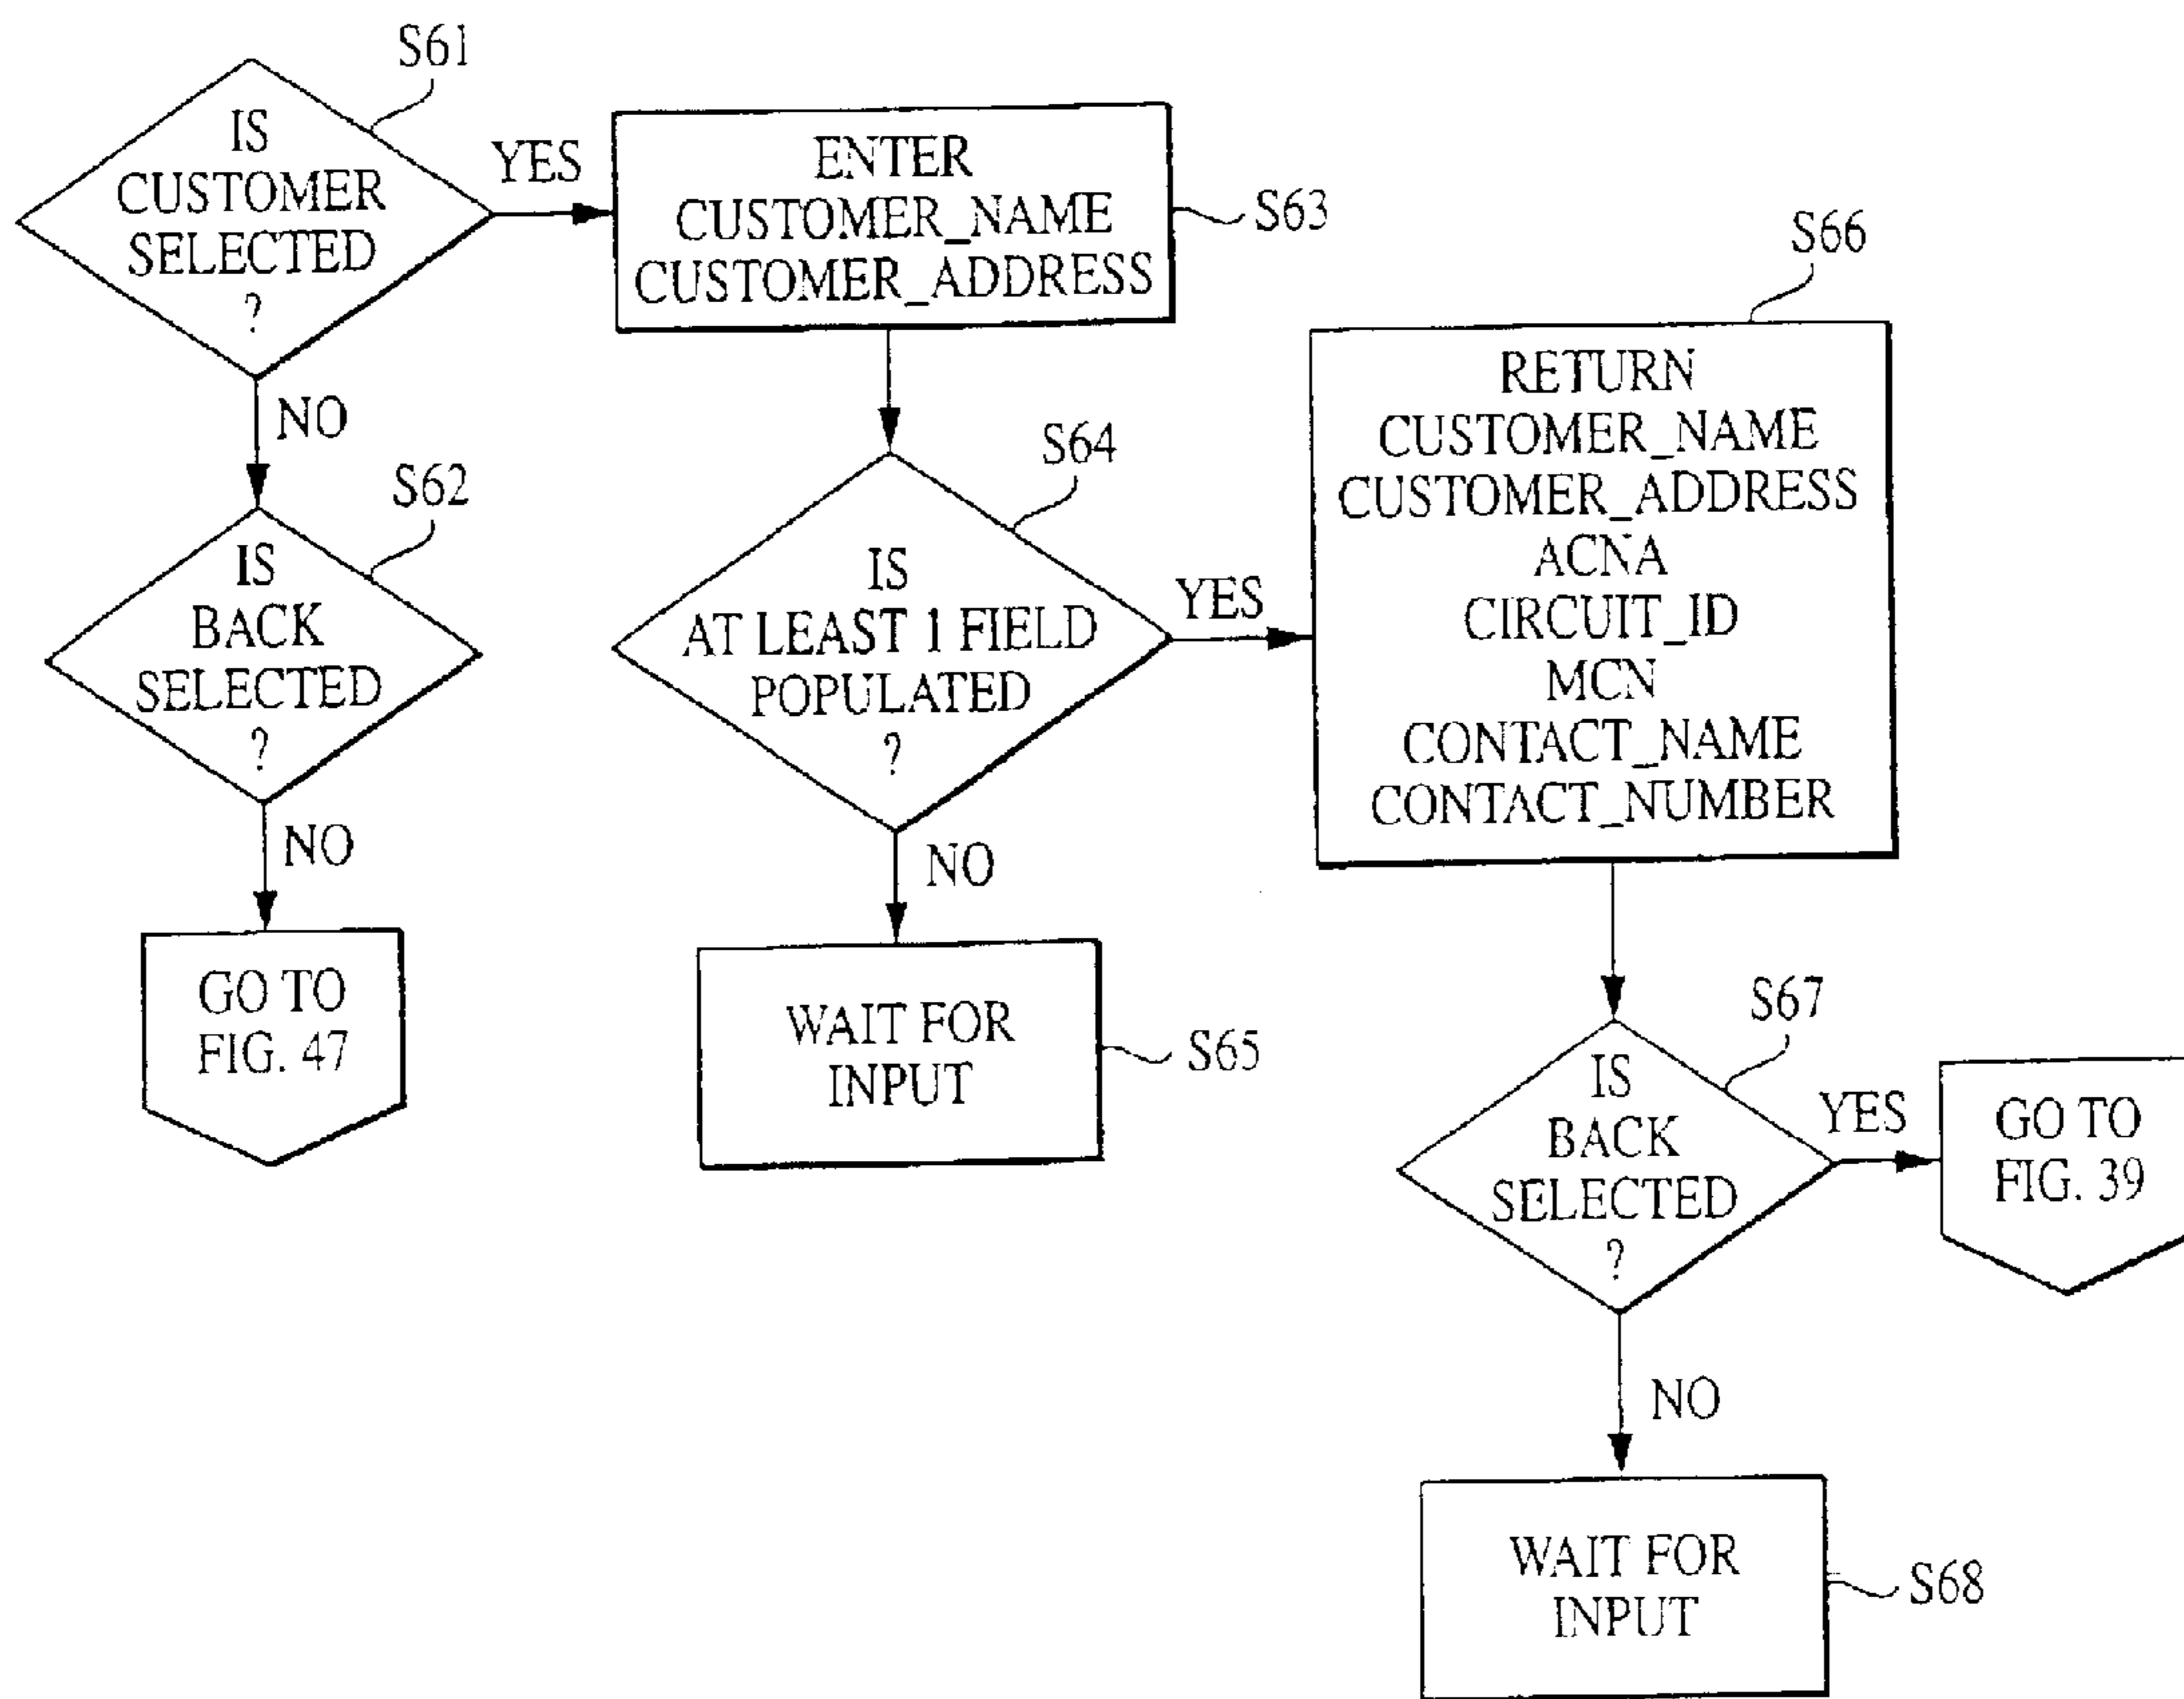 S61
IS
CUSTOMER
SELECTED
?
YES
NO
ENTER
CUSTOMER_NAME
CUSTOMER_ADDRESS
S63
S62
IS
BACK
SELECTED
?
NO
GO TO
FIG. 47
S64
IS
AT LEAST 1 FIELD
POPULATED
?
YES
NO
WAIT FOR
INPUT
S65
S66
RETURN
CUSTOMER_NAME
CUSTOMER_ADDRESS
ACNA
CIRCUIT_ID
MCN
CONTACT_NAME
CONTACT_NUMBER
S67
IS
BACK
SELECTED
?
YES
GO TO
FIG. 39
NO
WAIT FOR
INPUT
S68